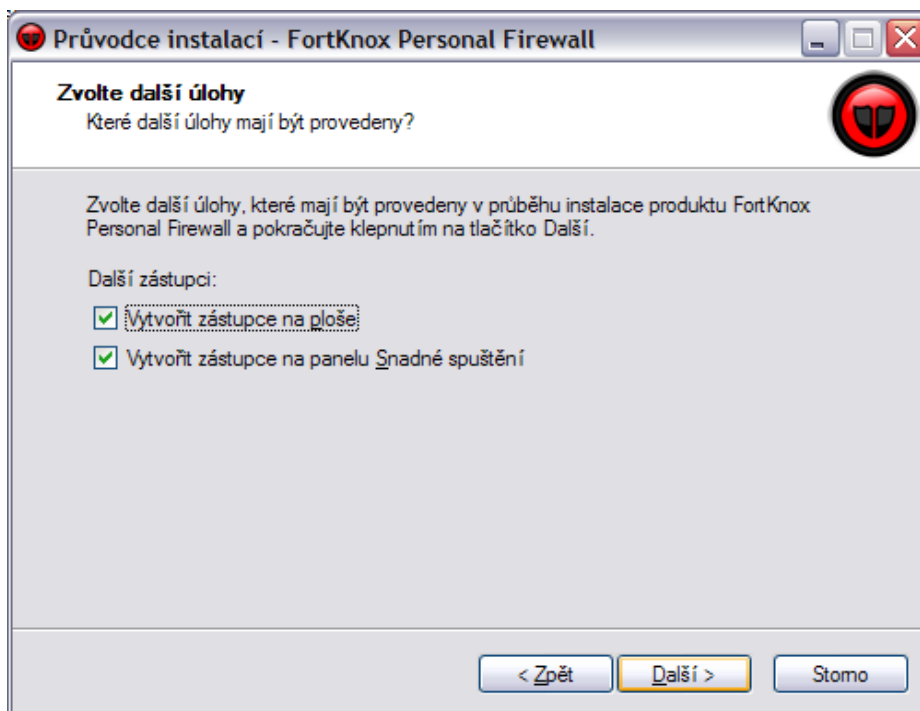 Průvodce instalací - FortKnox Personal Firewall
Zvolte další úlohy
Které další úlohy mají být provedeny?
Zvolte další úlohy, které mají být provedeny v průběhu instalace produktu FortKnox
Personal Firewall a pokračujte klepnutím na tlačítko Další.
Další zástupci:
Vytvořit zástupce na ploše
Vytvořit zástupce na panelu Snadné spuštění
< Zpět
Další >
Storno